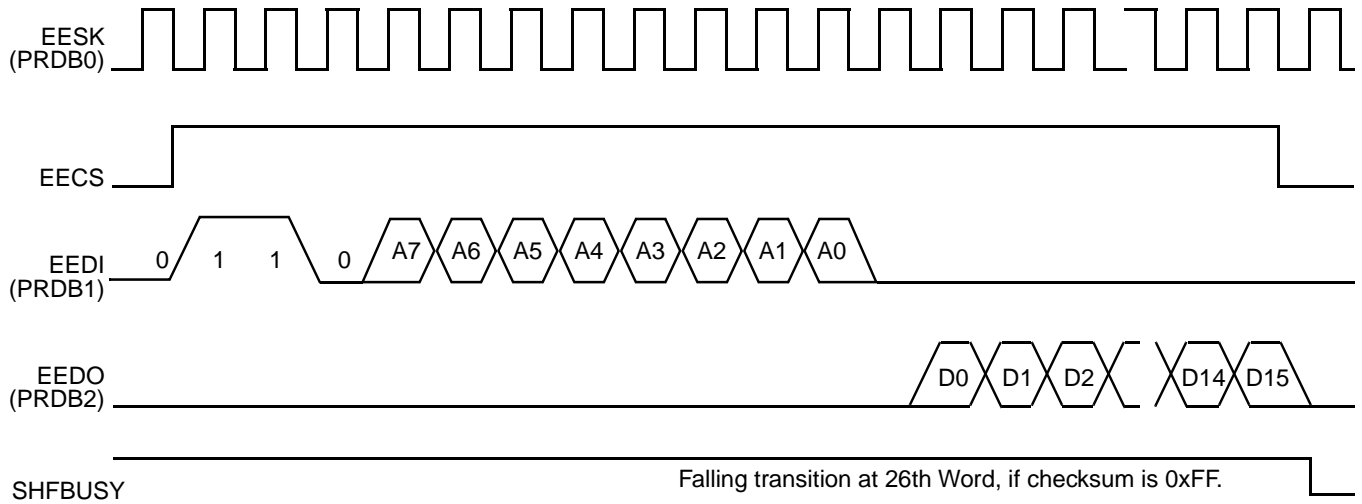 EESK
(PRDB0)
EECS
EEDI
(PRDB1)
0 1 1 0 A7 A6 A5 A4 A3 A2 A1 A0
EEDO
(PRDB2)
D0 D1 D2 D14 D15
SHFBUSY
Falling transition at 26th Word, if checksum is 0xFF.